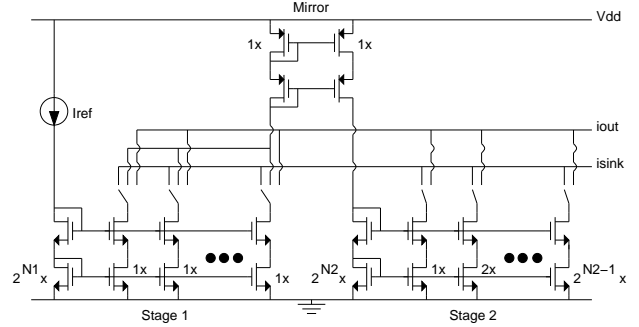 Mirror
Vdd
1x 1x
Iref
iout
isink
2^N1 x 1x 1x 1x 2^N2 x 1x 2x 2^N2−1 x
Stage 1 Stage 2